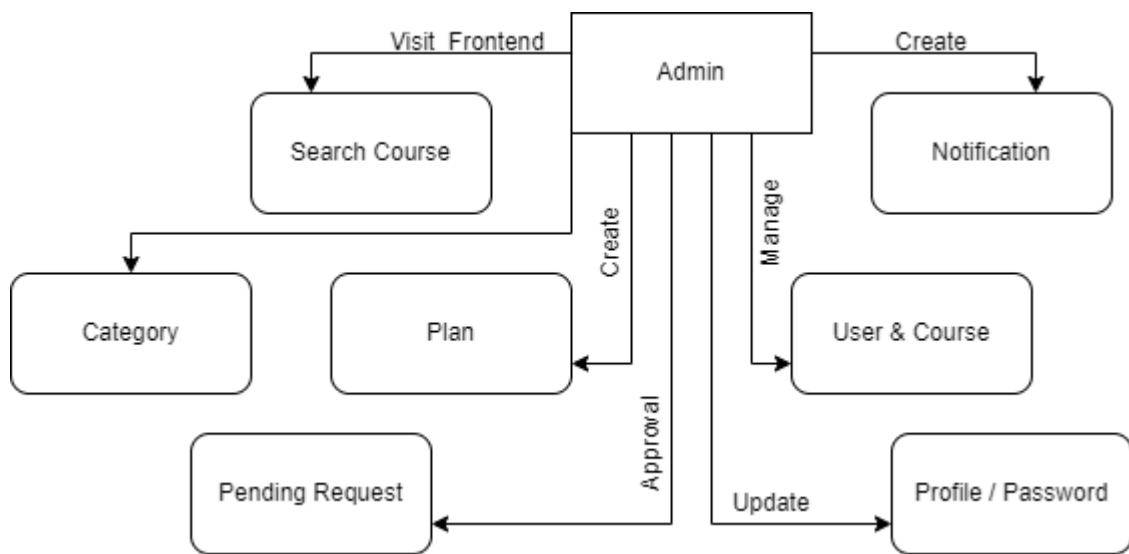 Visit Frontend
Admin
Create
Search Course
Notification
Create
Manage
Category
Plan
User & Course
Approval
Pending Request
Update
Profile / Password